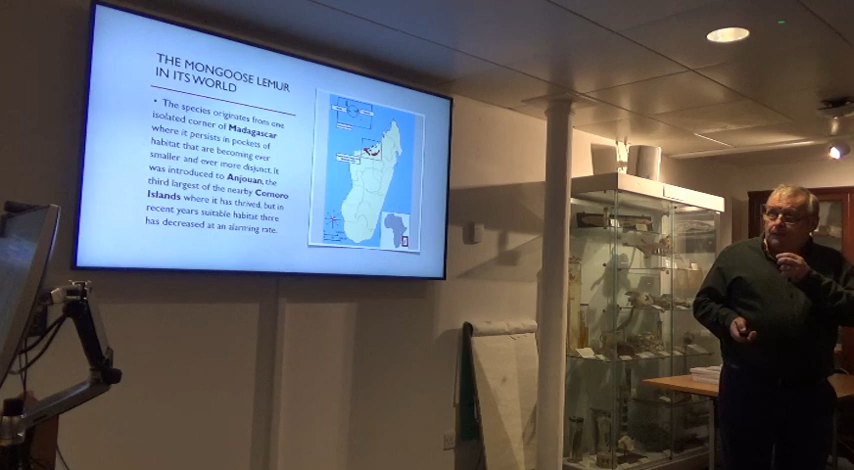 THE MONGOOSE LEMUR
IN ITS WORLD
• The species originates from one
isolated corner of Madagascar
where it persists in pockets of
habitat that are becoming ever
smaller and ever more disjunct. It
was introduced to Anjouan, the
third largest of the nearby Comoro
Islands where it has thrived, but in
recent years suitable habitat there
has decreased at an alarming rate.